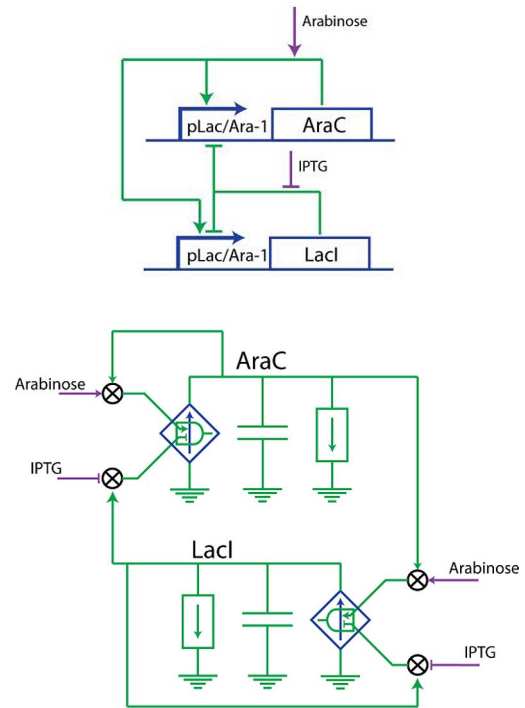 Arabinose
pLac/Ara-1
AraC
IPTG
pLac/Ara-1
LacI
AraC
Arabinose
IPTG
LacI
Arabinose
IPTG